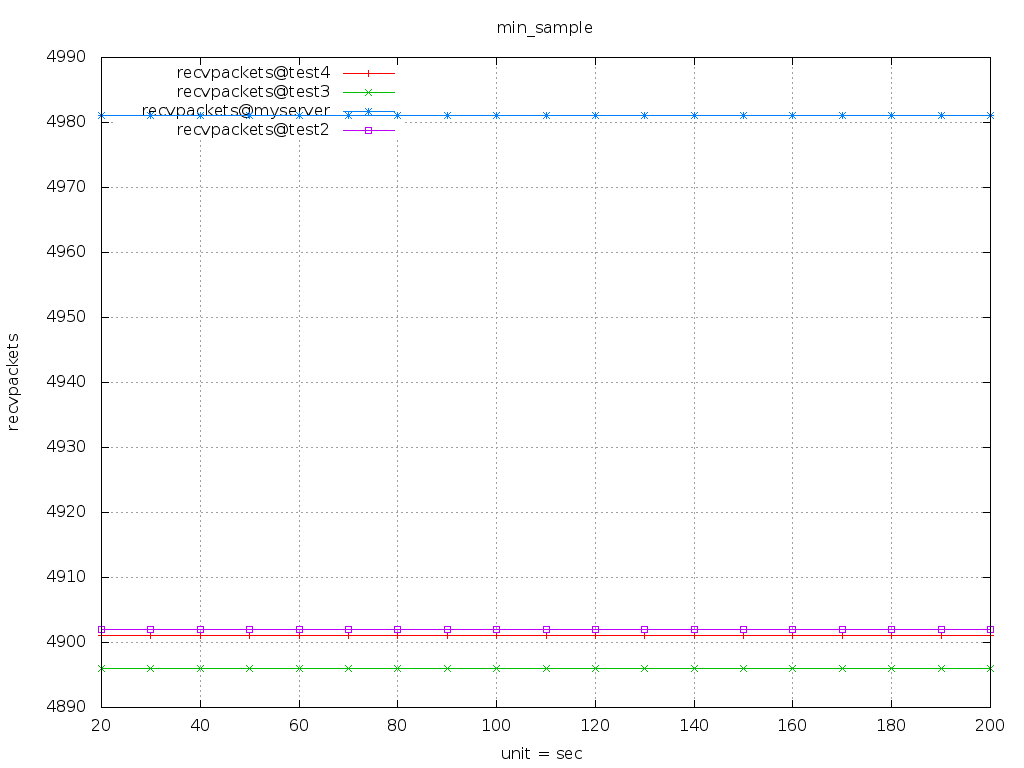 min_sample
4990
4980
4970
4960
4950
4940
4930
4920
4910
4900
4890
recvpackets@test4
recvpackets@test3
recvpackets@myserver
recvpackets@test2
recvpackets
20 40 60 80 100 120 140 160 180 200
unit = sec